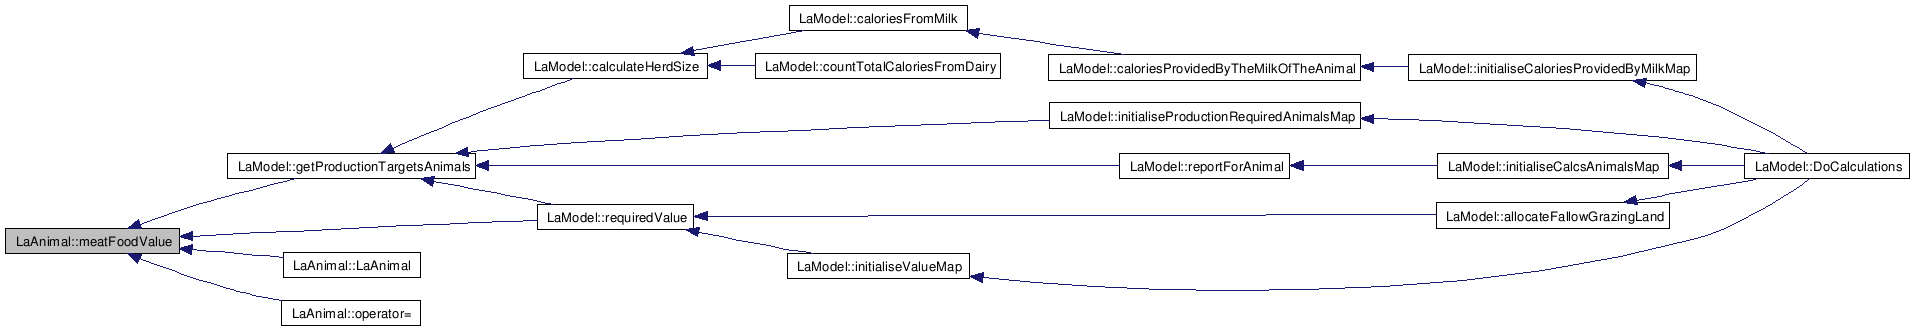 LaModel::caloriesFromMilk
LaModel::calculateHerdSize
LaModel::countTotalCaloriesFromDairy
LaModel::caloriesProvidedByTheMilkOfTheAnimal
LaModel::initialiseCaloriesProvidedByMilkMap
LaModel::initialiseProductionRequiredAnimalsMap
LaModel::getProductionTargetsAnimals
LaModel::reportForAnimal
LaModel::initialiseCalcsAnimalsMap
LaModel::DoCalculations
LaModel::requiredValue
LaModel::allocateFallowGrazingLand
LaAnimal::meatFoodValue
LaAnimal::LaAnimal
LaModel::initialiseValueMap
LaAnimal::operator=